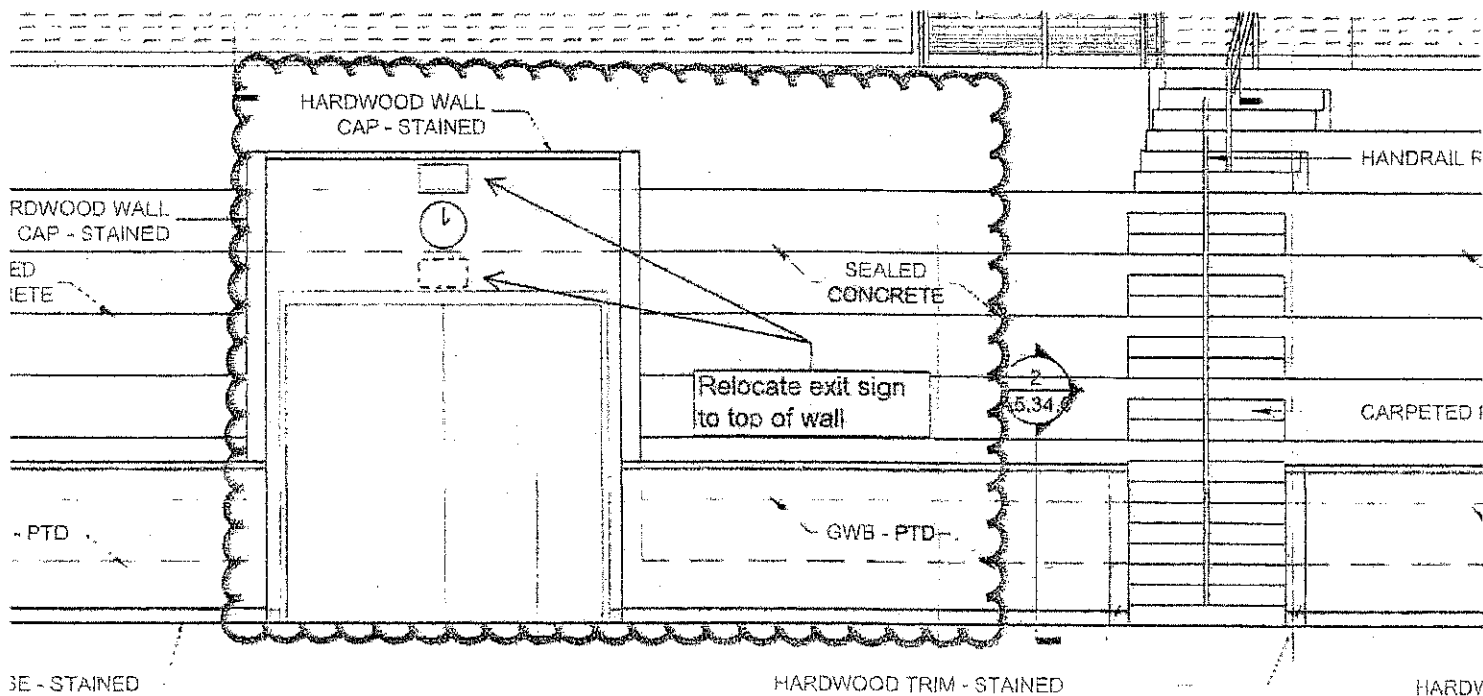 HARDWOOD WALL
CAP - STAINED
HANDRAIL
RDWOOD WALL
CAP - STAINED
ED
RETE
SEALED
CONCRETE
Relocate exit sign
to top of wall
2
CARPETED
- PTD
GWB - PTD
SE - STAINED
HARDWOOD TRIM - STAINED
HARDW